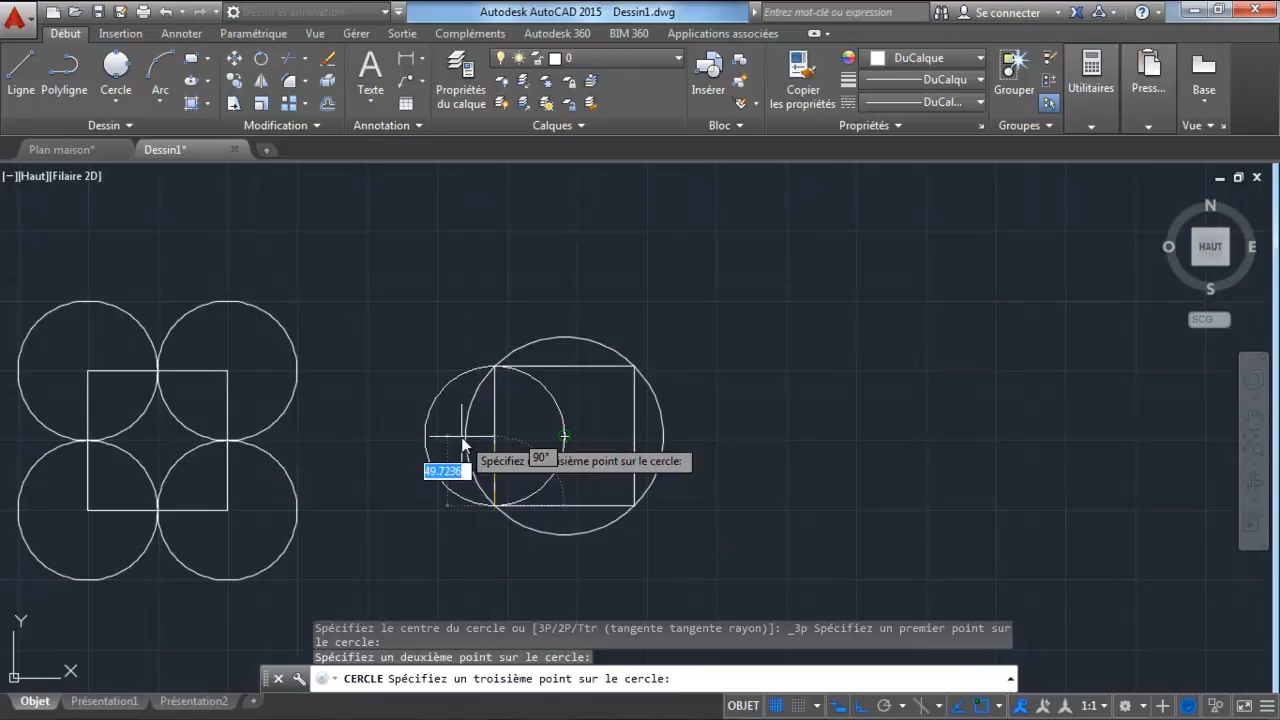 Dessin et annotation
Autodesk AutoCAD 2015 Dessin1.dwg
Entrez mot-clé ou expression
Se connecter
Début Insertion Annoter Paramétrique Vue Gérer Sortie Compléments Autodesk 360 BIM 360 Applications associées
Ligne Polyligne Cercle Arc
Texte
Propriétés
du calque
0
Insérer
Copier
les propriétés
DuCalque
DuCalqu
DuCal...
Grouper
Utilitaires
Press...
Base
Dessin Modification Annotation Calques Bloc Propriétés Groupes Vue
Plan maison* Dessin1*
[−][Haut][Filaire 2D]
N
O HAUT E
S
SCG
90°
Spécifiez
sième point sur le cercle:
49.7236
Y
X
Spécifiez le centre du cercle ou [3P/2P/Ttr (tangente tangente rayon)]: _3p Spécifiez un premier point sur
le cercle:
Spécifiez un deuxième point sur le cercle:
CERCLE Spécifiez un troisième point sur le cercle:
Objet Présentation1 Présentation2
OBJET
1:1